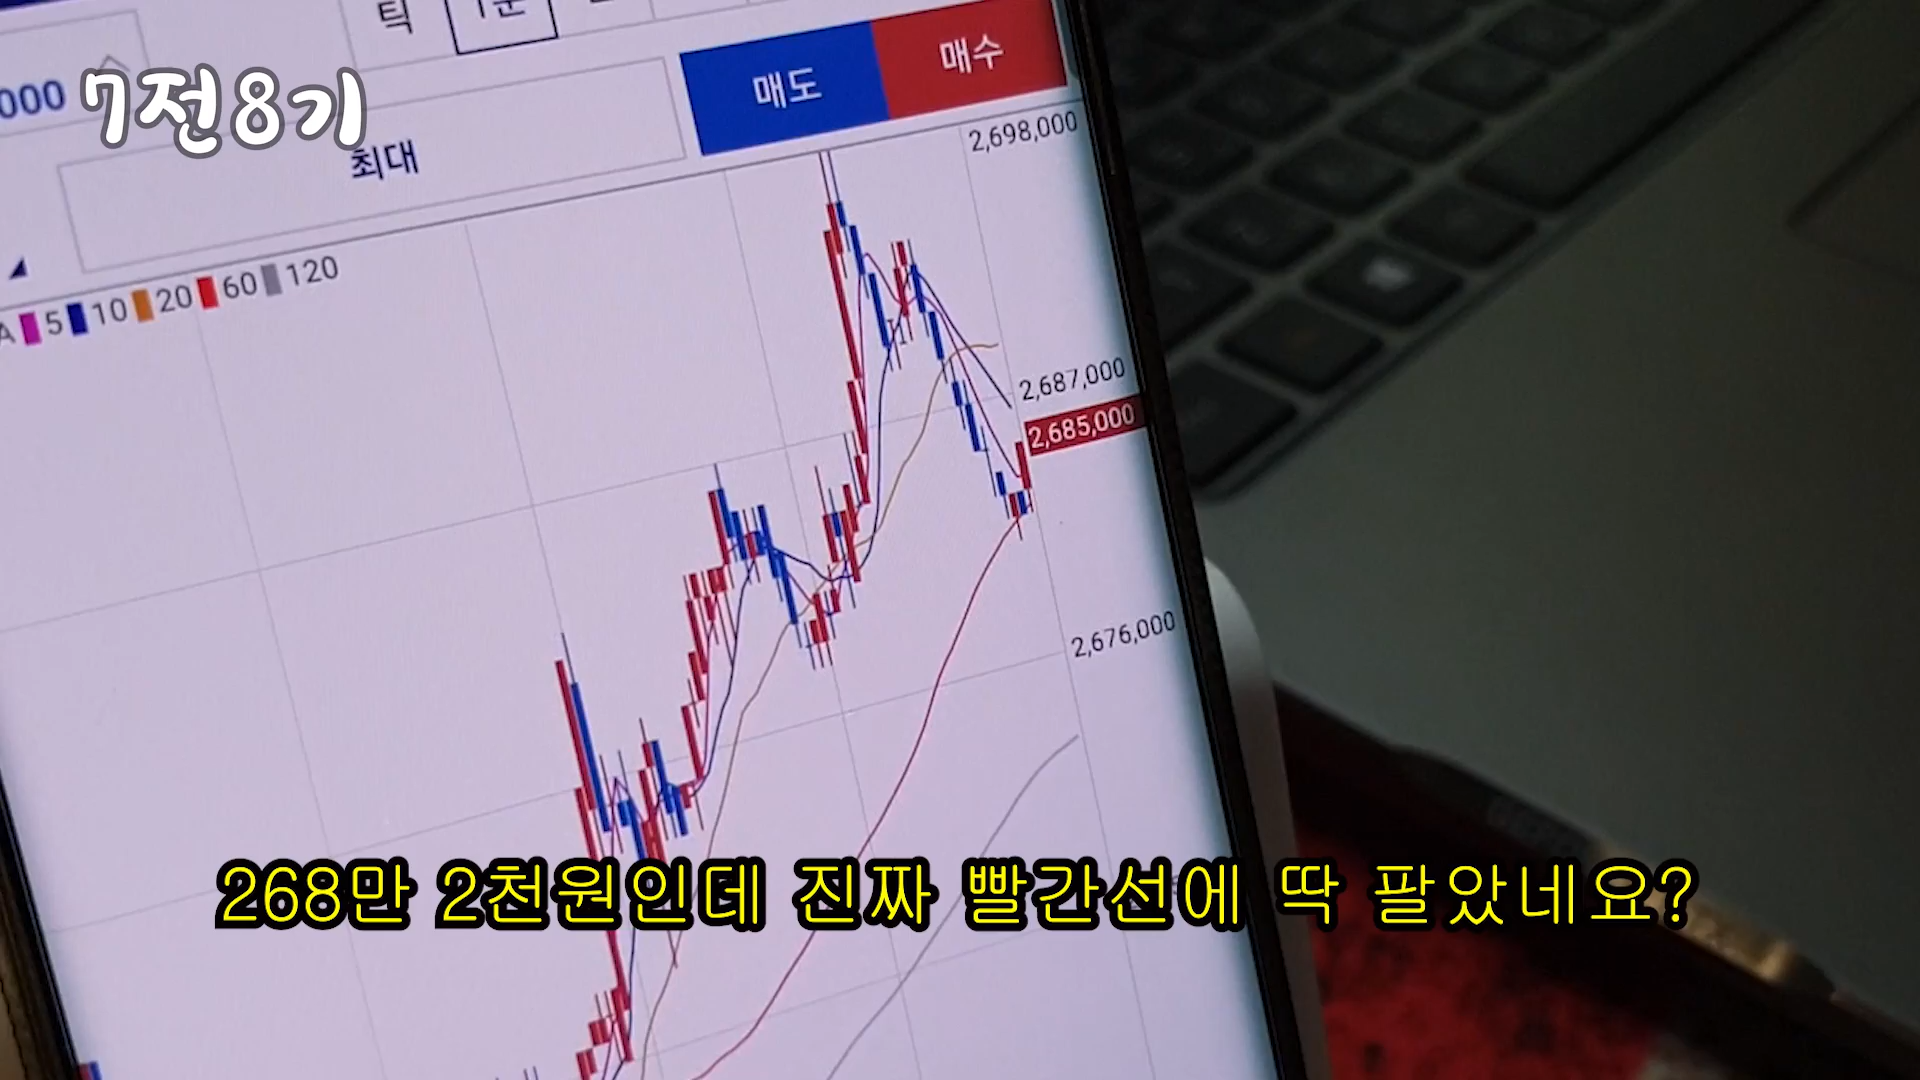 틱 1분
000
7전8기
최대
매도 매수
5 10 20 60 120
2,698,000
2,687,000
2,685,000
2,676,000
268만 2천원인데 진짜 빨간선에 딱 팔았네요?